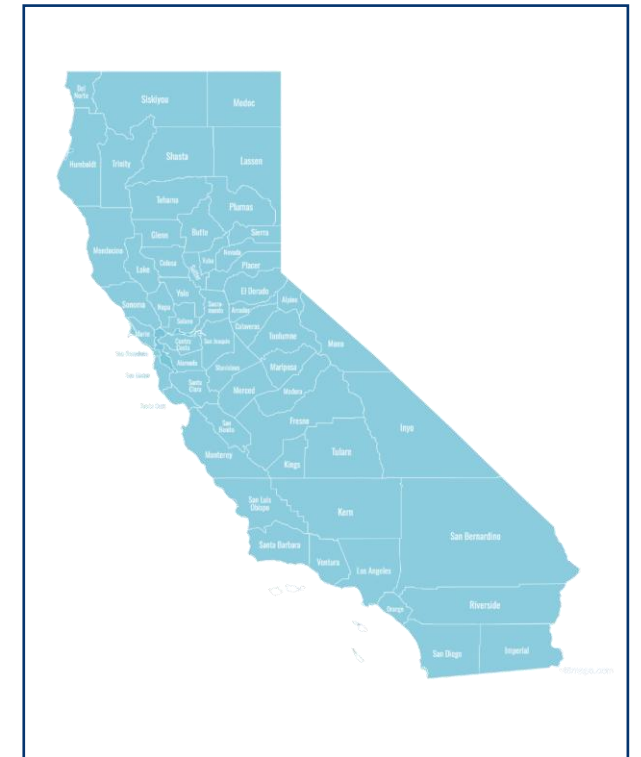 Del
Norte
Siskiyou
Modoc
Humboldt
Trinity
Shasta
Lassen
Tehama
Plumas
Mendocino
Glenn
Butte
Sierra
Lake
Colusa
Yuba
Nevada
Placer
Sonoma
Napa
Yolo
El Dorado
Sacra-
mento
Amador
Alpine
Solano
Marin
Contra
Costa
San Joaquin
Calaveras
Tuolumne
Mono
San Francisco
Alameda
San Mateo
Stanislaus
Mariposa
Santa
Clara
Merced
Madera
Santa Cruz
San
Benito
Fresno
Inyo
Monterey
Kings
Tulare
San Luis
Obispo
Kern
San Bernardino
Santa Barbara
Ventura
Los Angeles
Orange
Riverside
San Diego
Imperial